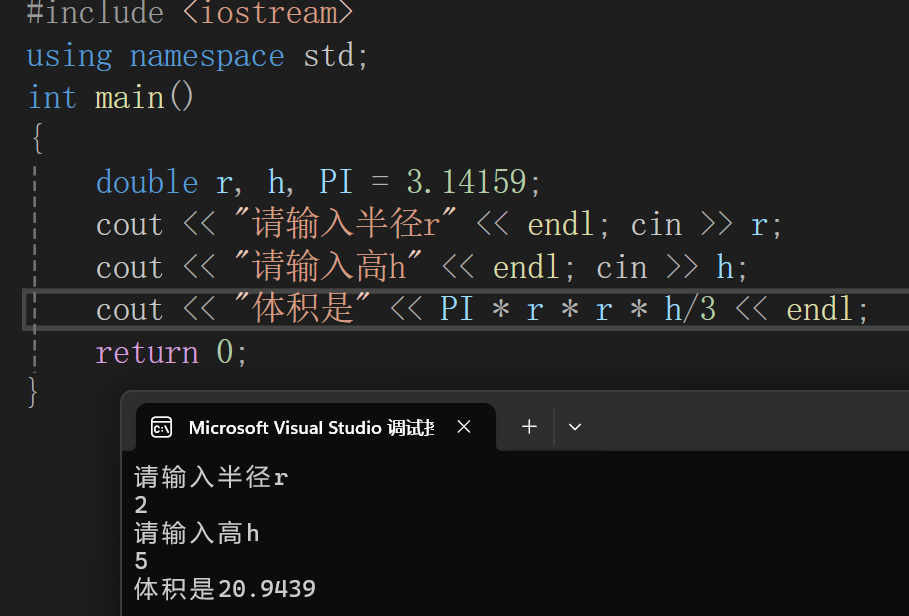 #include <iostream>
using namespace std;
int main()
{
double r, h, PI = 3.14159;
cout << "请输入半径r" << endl; cin >> r;
cout << "请输入高h" << endl; cin >> h;
cout << "体积是" << PI * r * r * h/3 << endl;
return 0;
}
Microsoft Visual Studio 调试
请输入半径r
2
请输入高h
5
体积是20.9439